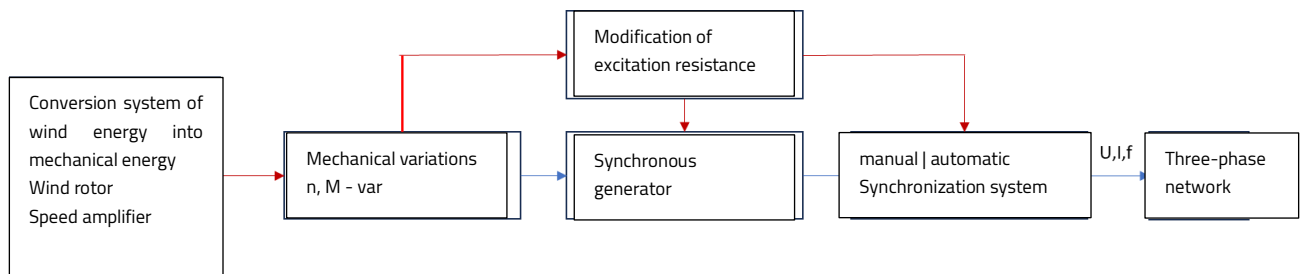 Modification of
excitation resistance
Conversion system of
wind energy into
mechanical energy
Wind rotor
Speed amplifier
Mechanical variations
n, M - var
Synchronous
generator
manual | automatic
Synchronization system
U,I,f
Three-phase
network